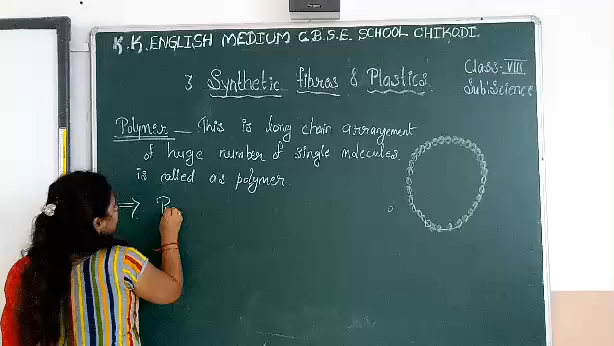 K.K. ENGLISH MEDIUM C.B.S.E. SCHOOL CHIKODI.
Class:- VIII
3 Synthetic fibres & Plastics.
Sub:Science
Polymer — This is long chain arrangement
of huge number of single molecules
is called as polymer.
⇒ P